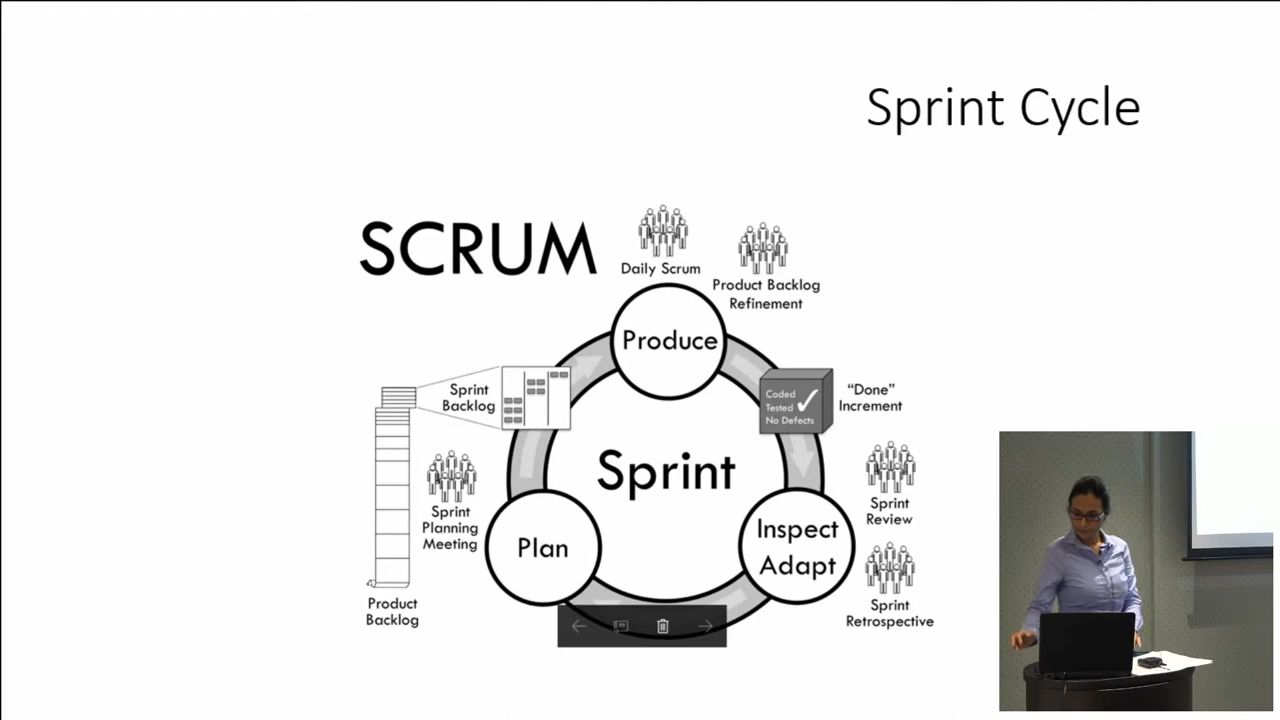 Sprint Cycle
SCRUM
Daily Scrum
Product Backlog
Refinement
Produce
Sprint
Backlog
Coded
Tested
No Defects
“Done”
Increment
Sprint
Sprint
Planning
Meeting
Plan
Inspect
Adapt
Sprint
Review
Sprint
Retrospective
Product
Backlog